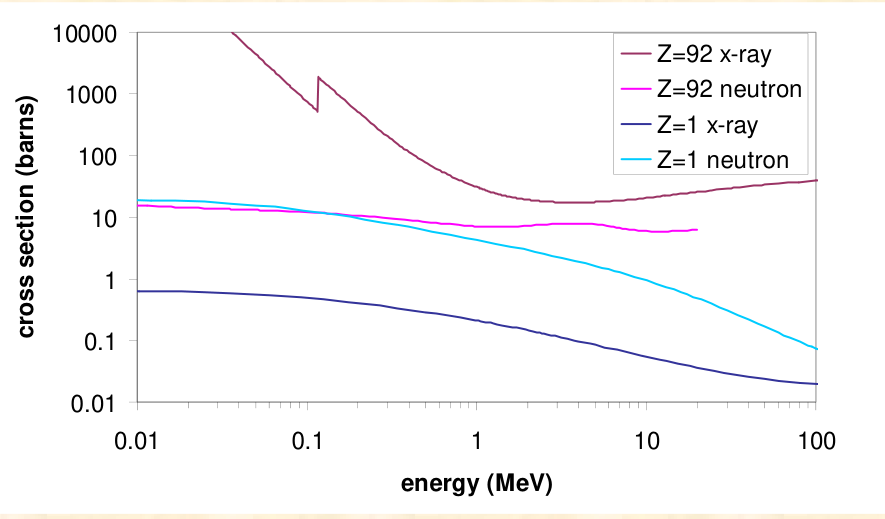 10000
1000
100
10
1
0.1
0.01
cross section (barns)
Z=92 x-ray
Z=92 neutron
Z=1 x-ray
Z=1 neutron
0.01 0.1 1 10 100
energy (MeV)